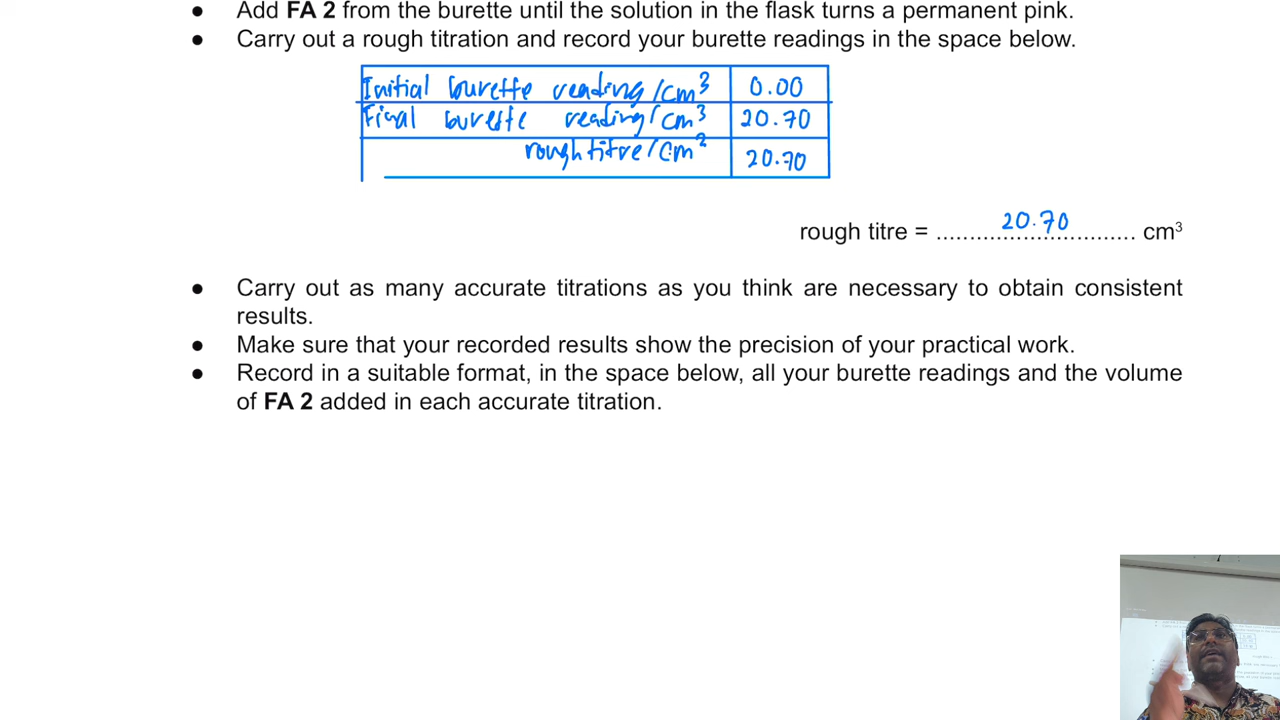 ● Add FA 2 from the burette until the solution in the flask turns a permanent pink.
● Carry out a rough titration and record your burette readings in the space below.
Initial burette reading /cm³ 0.00
Final burette reading/cm³ 20.70
rough titre/cm² 20.70
rough titre = 20.70 cm³
● Carry out as many accurate titrations as you think are necessary to obtain consistent
results.
● Make sure that your recorded results show the precision of your practical work.
● Record in a suitable format, in the space below, all your burette readings and the volume
of FA 2 added in each accurate titration.